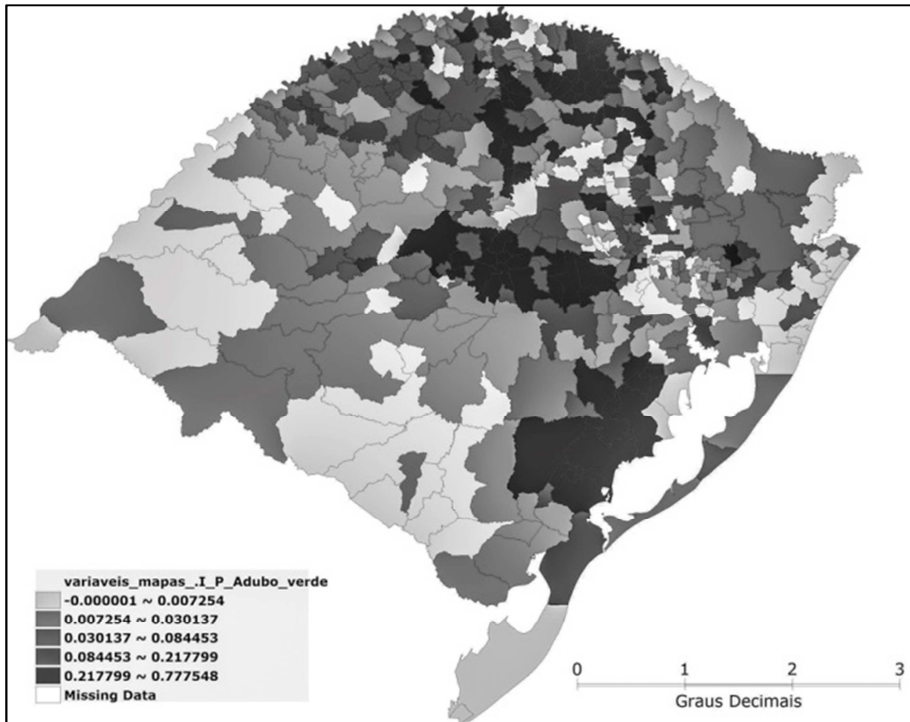 variaveis_mapas_.I_P_Adubo_verde
-0.000001 ~ 0.007254
0.007254 ~ 0.030137
0.030137 ~ 0.084453
0.084453 ~ 0.217799
0.217799 ~ 0.777548
Missing Data
0 1 2 3
Graus Decimais